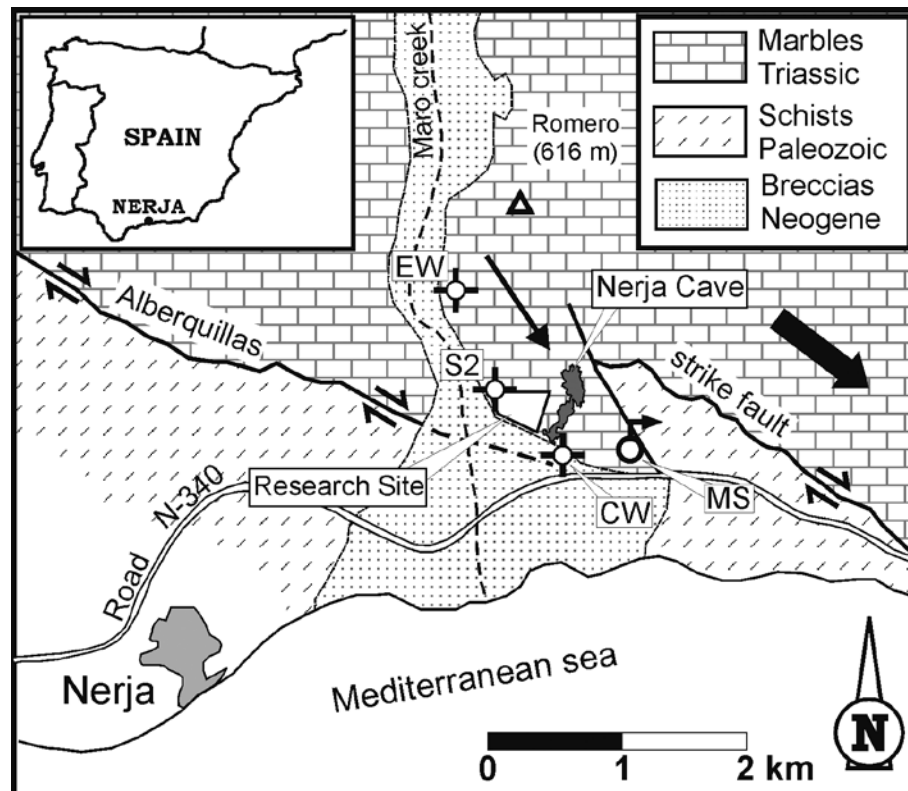 SPAIN
NERJA
Maro creek
Romero
(616 m)
Marbles
Triassic
Schists
Paleozoic
Breccias
Neogene
EW
Nerja Cave
Alberquillas
S2
strike fault
Research Site
CW
MS
Road N-340
Nerja
Mediterranean sea
N
0 1 2 km